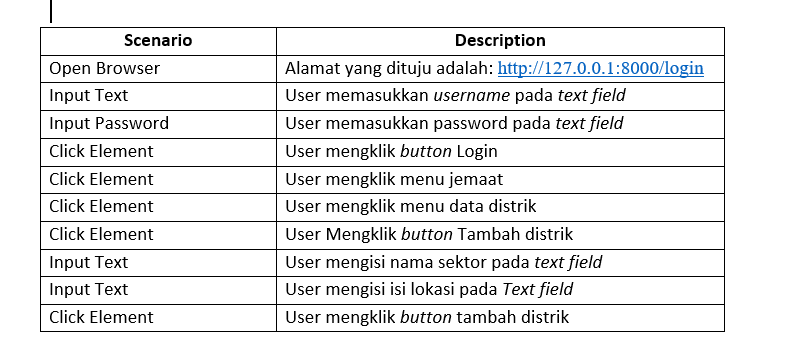 Scenario Description
Open Browser Alamat yang dituju adalah: http://127.0.0.1:8000/login
Input Text User memasukkan username pada text field
Input Password User memasukkan password pada text field
Click Element User mengklik button Login
Click Element User mengklik menu jemaat
Click Element User mengklik menu data distrik
Click Element User Mengklik button Tambah distrik
Input Text User mengisi nama sektor pada text field
Input Text User mengisi isi lokasi pada Text field
Click Element User mengklik button tambah distrik